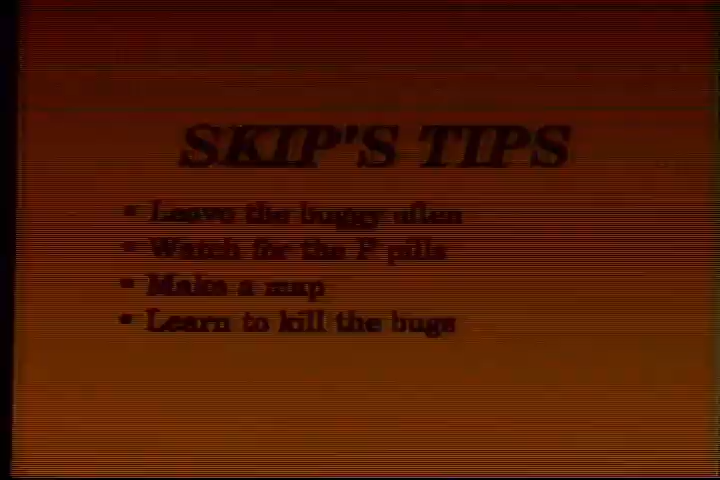 SKIP'S TIPS
• Leave the buggy often
• Watch for the P pills
• Make a map
• Learn to kill the bugs